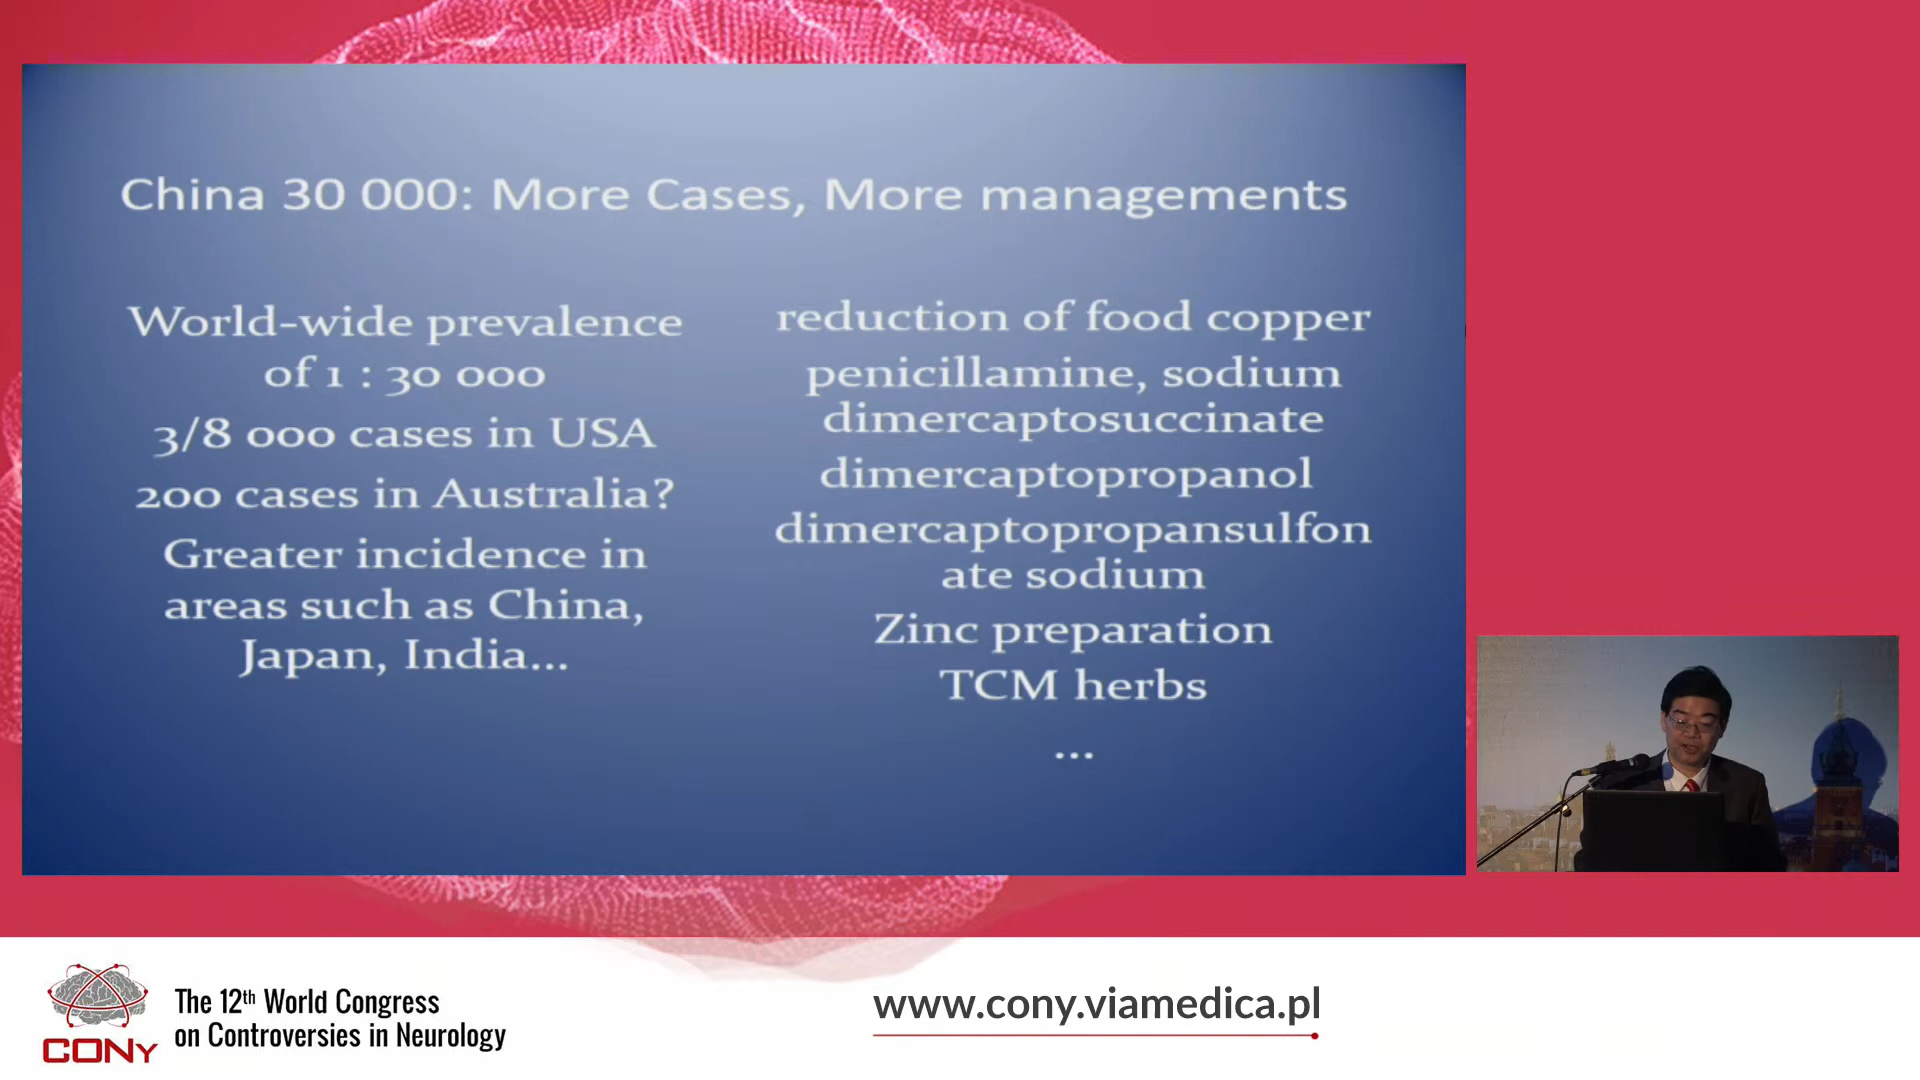 China 30 000: More Cases, More managements
World-wide prevalence
of 1 : 30 000
3/8 000 cases in USA
200 cases in Australia?
Greater incidence in
areas such as China,
Japan, India...
reduction of food copper
penicillamine, sodium
dimercaptosuccinate
dimercaptopropanol
dimercaptopropansulfon
ate sodium
Zinc preparation
TCM herbs
...
CONy
The 12th World Congress
on Controversies in Neurology
www.cony.viamedica.pl